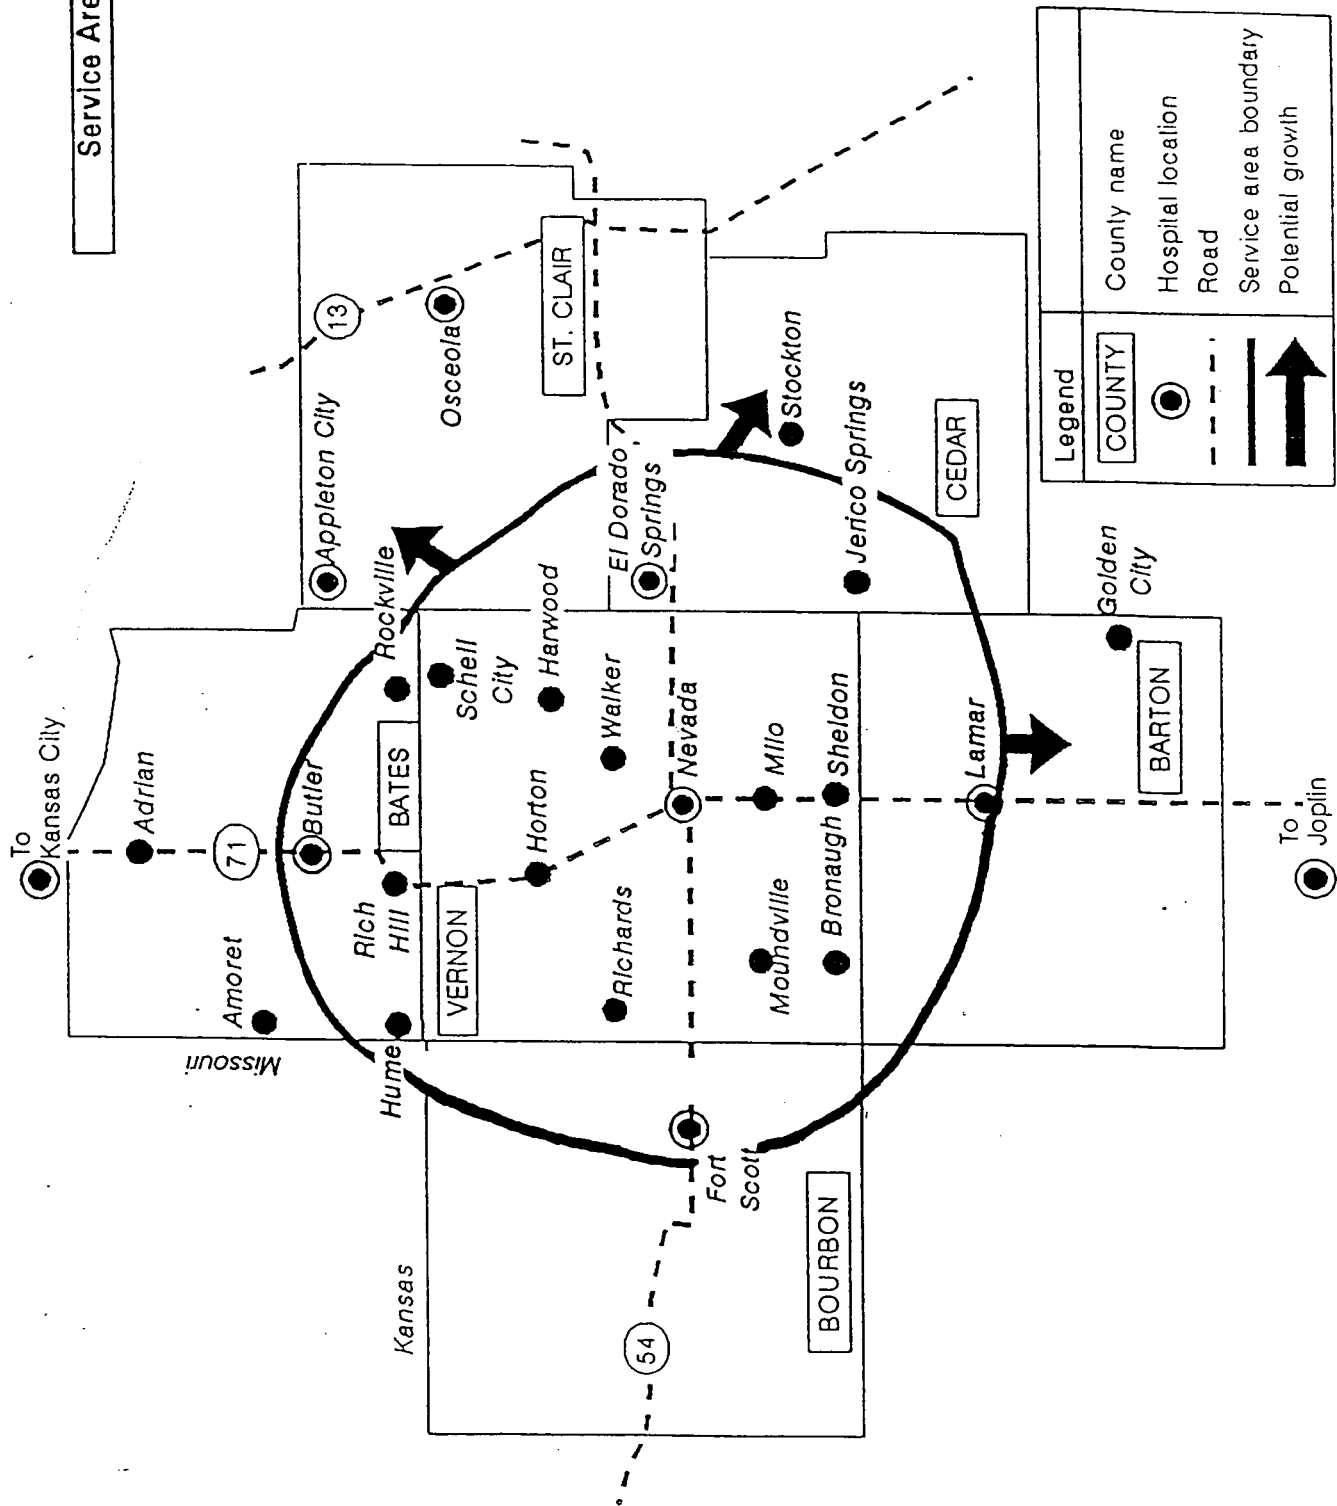 Service Are
To
Kansas City
Adrian
71
Amoret
Butler
Missouri
Rich
Hill
BATES
Hume
Rockville
Appleton City
13
Osceola
ST. CLAIR
Kansas
VERNON
Schell
City
Horton
Harwood
Richards
Walker
El Dorado
Springs
54
Nevada
Fort
Scott
Moundville
Milo
Stockton
BOURBON
Bronaugh
Sheldon
Jerico Springs
CEDAR
Lamar
Golden
City
BARTON
To
Joplin
Legend
COUNTY
County name
Hospital location
Road
Service area boundary
Potential growth